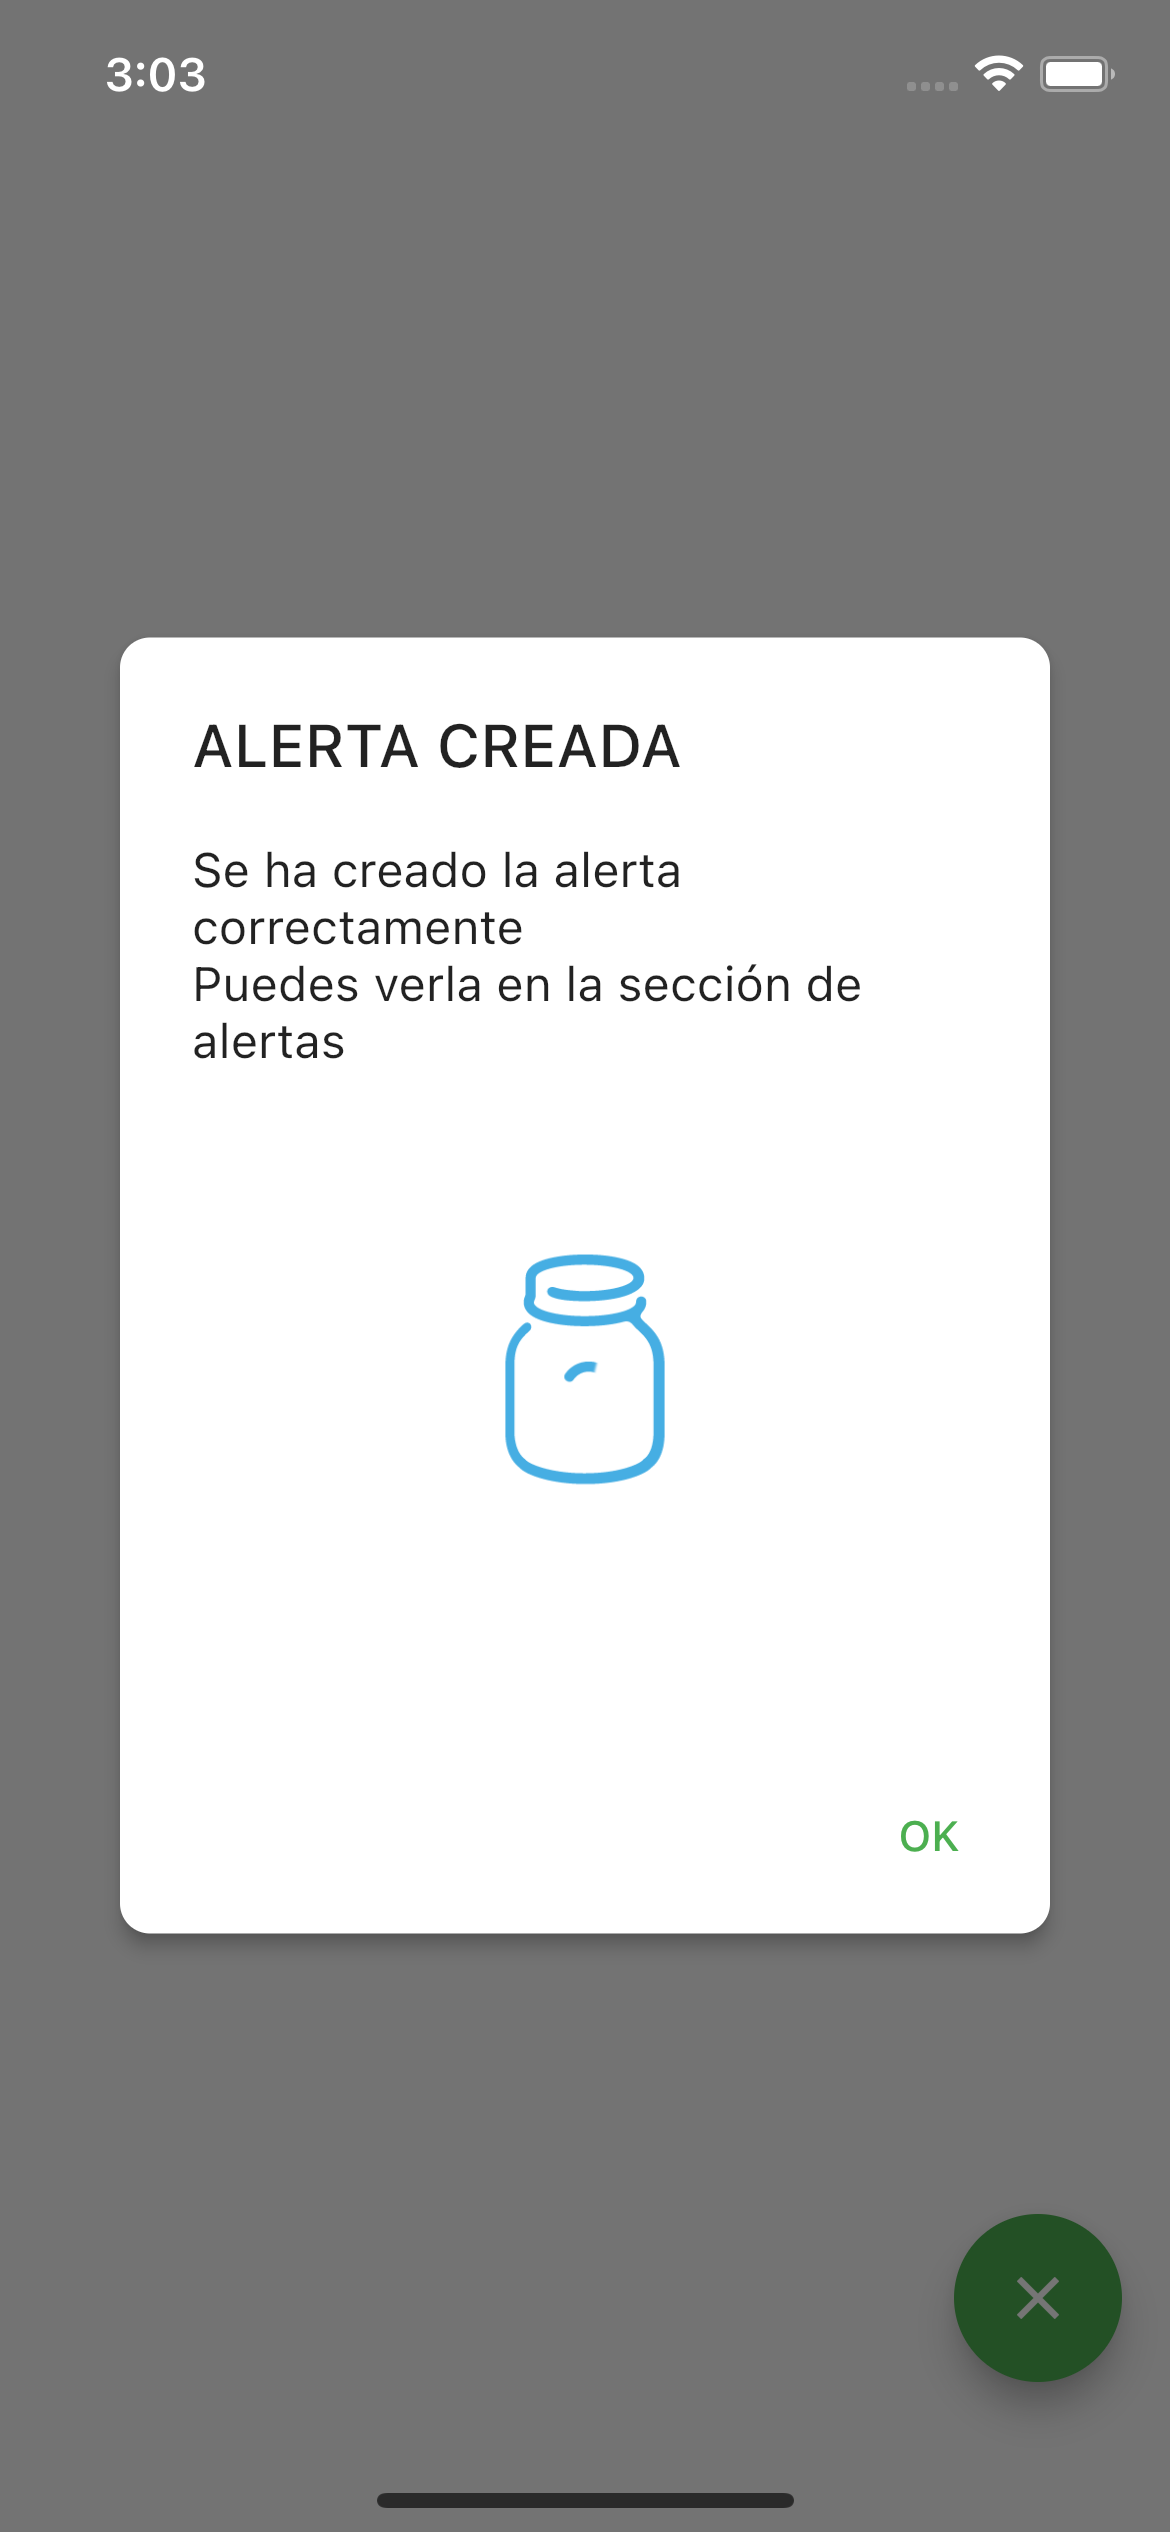 3:03
ALERTA CREADA
Se ha creado la alerta
correctamente
Puedes verla en la sección de
alertas
OK